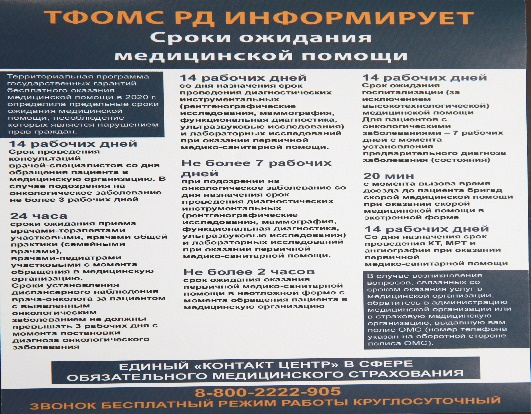 ТФОМС РД ИНФОРМИРУЕТ
Сроки ожидания
медицинской помощи
Территориальная программа
государственных гарантий
бесплатного оказания
медицинской помощи в 2020 г.
определила предельные сроки
ожидания медицинской
помощи, несоблюдение
которых является нарушением
прав граждан.
14 рабочих дней
Срок проведения
консультаций
врачей-специалистов со дня
обращения пациента в
медицинскую организацию. В
случае подозрения на
онкологическое заболевание
не более 3 рабочих дней
24 часа
сроки ожидания приема
врачами-терапевтами
участковыми, врачами общей
практики (семейными
врачами),
врачами-педиатрами
участковыми с момента
обращения в медицинскую
организацию.
Сроки установления
диспансерного наблюдения
врача-онколога за пациентом
с выявленным
онкологическим
заболеванием не должны
превышать 3 рабочих дня с
момента постановки
диагноза онкологического
заболевания
14 рабочих дней
со дня назначения срок
проведения диагностических
инструментальных
(рентгенографические
исследования, маммография,
функциональная диагностика,
ультразвуковые исследования)
и лабораторных исследований
при оказании первичной
медико-санитарной помощи.
Не более 7 рабочих
дней
при подозрении на
онкологическое заболевание со
дня назначения срок
проведения диагностических
инструментальных
(рентгенографические
исследования, маммография,
функциональная диагностика,
ультразвуковые исследования)
и лабораторных исследований
при оказании первичной
медико-санитарной помощи.
Не более 2 часов
срок ожидания оказания
первичной медико-санитарной
помощи в неотложной форме с
момента обращения пациента в
медицинскую организацию
14 рабочих дней
Срок ожидания
госпитализации (за
исключением
высокотехнологичной)
медицинской помощи
Для пациентов с
онкологическими
заболеваниями – 7 рабочих
дней с момента
установления
предварительного диагноза
заболевания (состояния)
20 мин
с момента вызова время
доезда до пациента бригад
скорой медицинской помощи
при оказании скорой
медицинской помощи в
экстренной форме
14 рабочих дней
Со дня назначения срок
проведения КТ, МРТ и
ангиографии при оказании
первичной
медико-санитарной помощи
В случае возникновения
вопросов, связанных со
сроком оказания услуг в
медицинской организации,
обратитесь в администрацию
медицинской организации или
в страховую медицинскую
организацию, выдавшую вам
полис ОМС (номер телефона
указан на оборотной стороне
полиса ОМС).
ЕДИНЫЙ «КОНТАКТ ЦЕНТР» В СФЕРЕ
ОБЯЗАТЕЛЬНОГО МЕДИЦИНСКОГО СТРАХОВАНИЯ
8-800-2222-905
ЗВОНОК БЕСПЛАТНЫЙ РЕЖИМ РАБОТЫ КРУГЛОСУТОЧНЫЙ